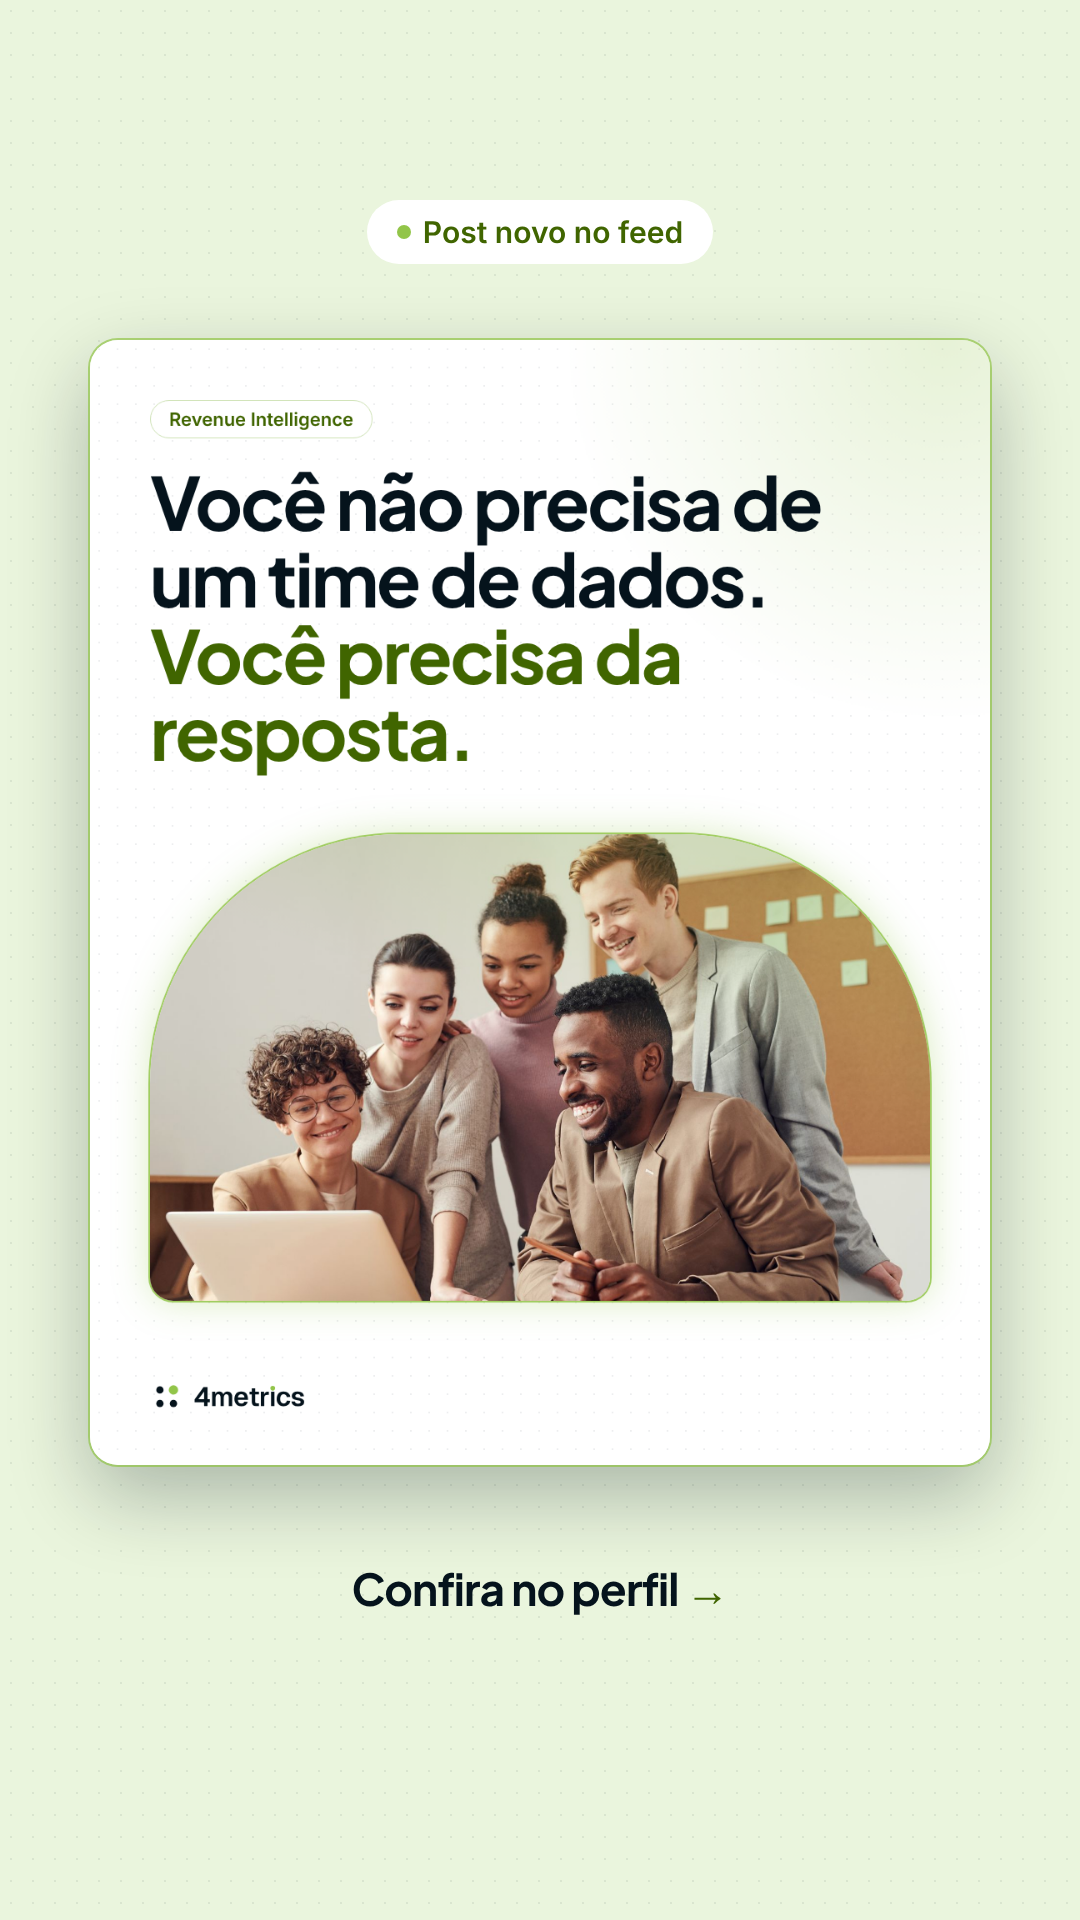 Post novo no feed
Revenue Intelligence
Você não precisa de
um time de dados.
Você precisa da
resposta.
4metrics
Confira no perfil →